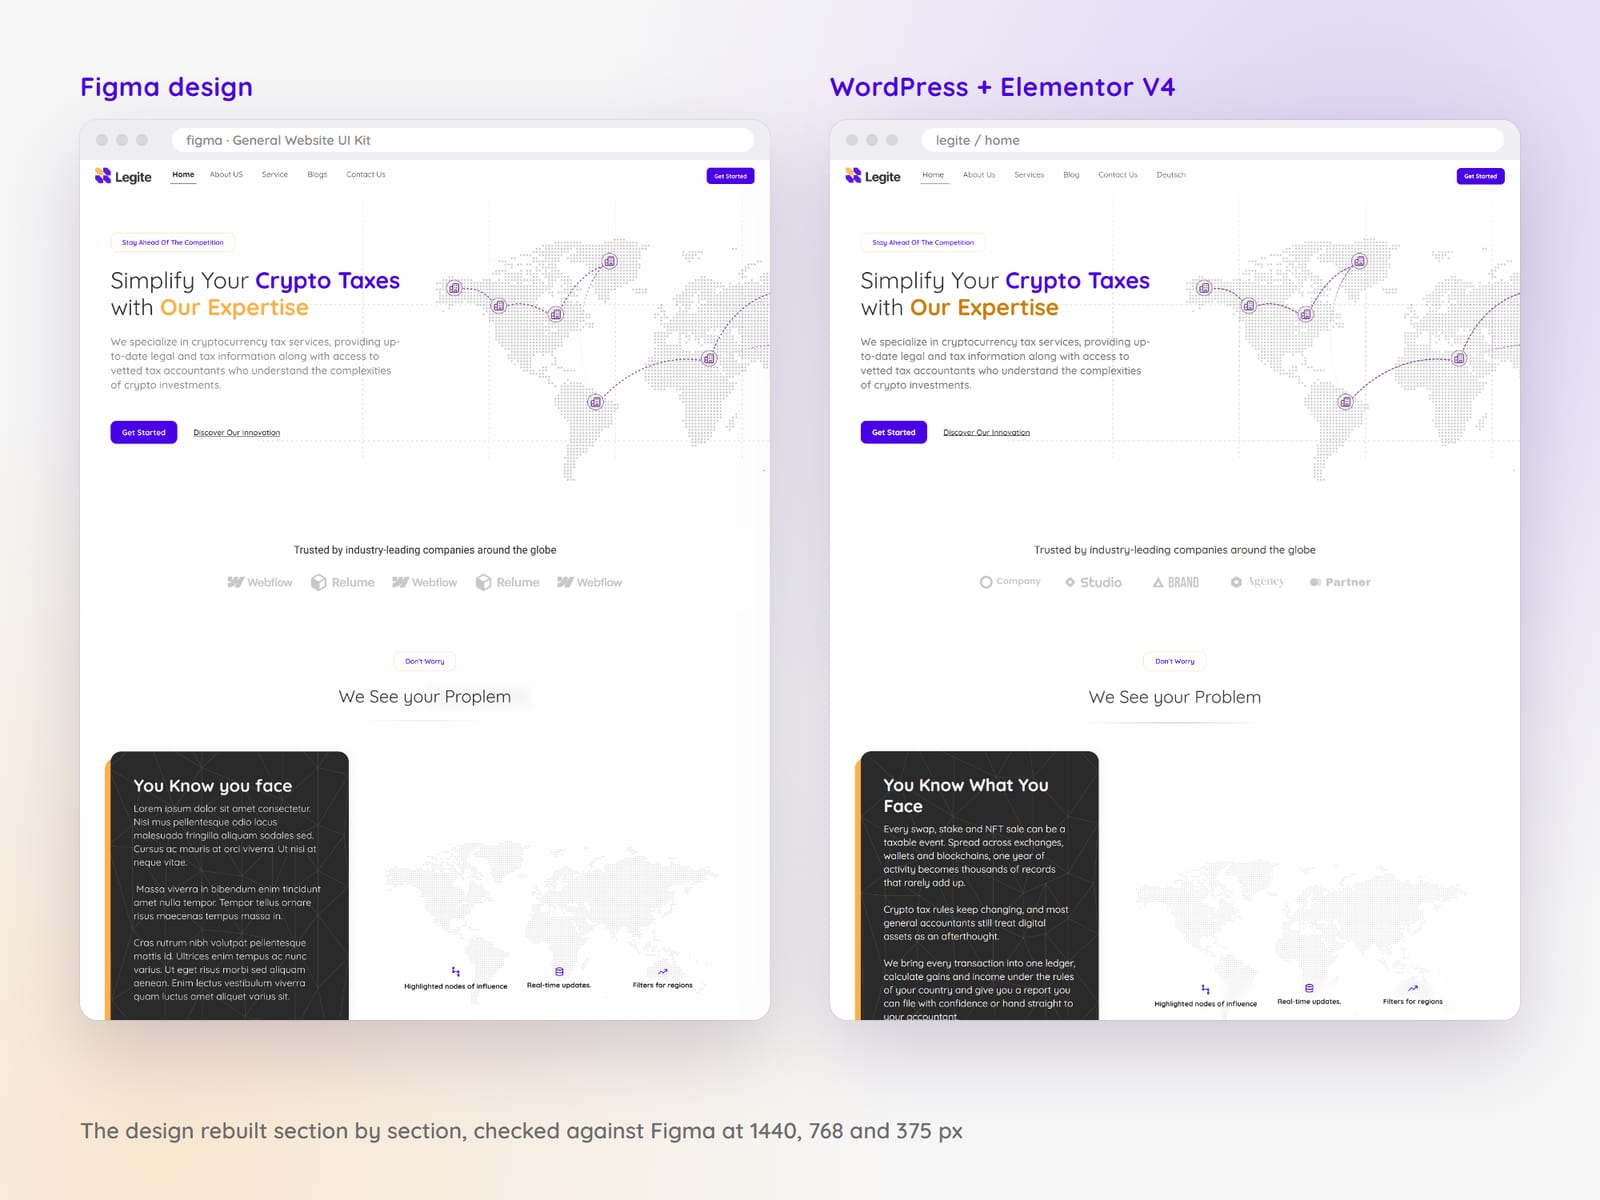 Figma design
figma · General Website UI Kit
Legite
Home
About US
Service
Blogs
Contact Us
Get Started
Stay Ahead Of The Competition
Simplify Your Crypto Taxes
with Our Expertise
We specialize in cryptocurrency tax services, providing up-
to-date legal and tax information along with access to
vetted tax accountants who understand the complexities
of crypto investments.
Get Started
Discover Our Innovation
Trusted by industry-leading companies around the globe
Webflow
Relume
Webflow
Relume
Webflow
Don't Worry
We See your Proplem
You Know you face
Lorem ipsum dolor sit amet consectetur.
Nisi mus pellentesque odio lacus
malesuada fringilla aliquam sodales sed.
Cursus ac mauris at orci viverra. Ut nisl at
neque vitae.
Massa viverra in bibendum enim tincidunt
amet nulla tempor. Tempor tellus ornare
risus maecenas tempus massa in.
Cras rutrum nibh volutpat pellentesque
mattis id. Ultrices enim tempus ac nunc
varius. Ut eget risus morbi sed aliquam
aenean. Enim lectus vestibulum viverra
quam luctus amet aliquet varius sit.
Highlighted nodes of influence
Real-time updates.
Filters for regions
WordPress + Elementor V4
legite / home
Legite
Home
About Us
Services
Blog
Contact Us
Deutsch
Get Started
Stay Ahead Of The Competition
Simplify Your Crypto Taxes
with Our Expertise
We specialize in cryptocurrency tax services, providing up-
to-date legal and tax information along with access to
vetted tax accountants who understand the complexities
of crypto investments.
Get Started
Discover Our Innovation
Trusted by industry-leading companies around the globe
Company
Studio
BRAND
Agency
Partner
Don't Worry
We See your Problem
You Know What You
Face
Every swap, stake and NFT sale can be a
taxable event. Spread across exchanges,
wallets and blockchains, one year of
activity becomes thousands of records
that rarely add up.
Crypto tax rules keep changing, and most
general accountants still treat digital
assets as an afterthought.
We bring every transaction into one ledger,
calculate gains and income under the rules
of your country and give you a report you
can file with confidence or hand straight to
your accountant.
Highlighted nodes of influence
Real-time updates.
Filters for regions
The design rebuilt section by section, checked against Figma at 1440, 768 and 375 px